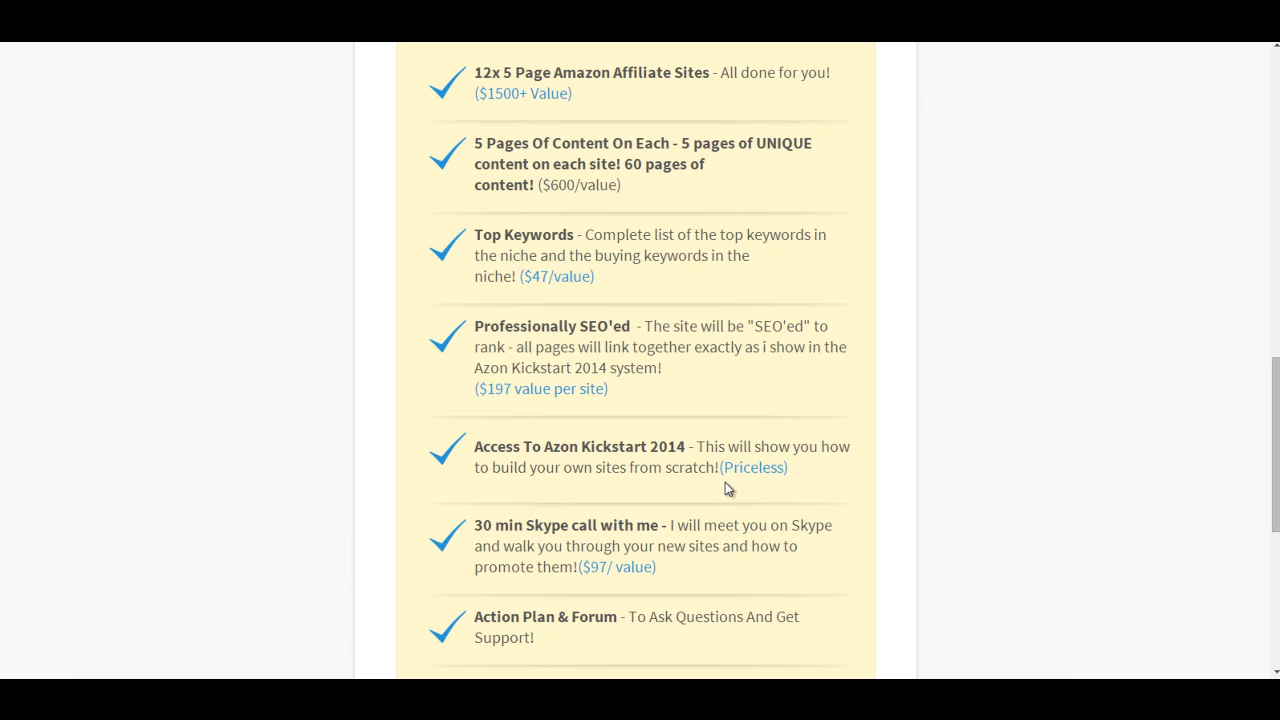 12x 5 Page Amazon Affiliate Sites - All done for you!
($1500+ Value)
5 Pages Of Content On Each - 5 pages of UNIQUE
content on each site! 60 pages of
content! ($600/value)
Top Keywords - Complete list of the top keywords in
the niche and the buying keywords in the
niche! ($47/value)
Professionally SEO'ed - The site will be "SEO'ed" to
rank - all pages will link together exactly as i show in the
Azon Kickstart 2014 system!
($197 value per site)
Access To Azon Kickstart 2014 - This will show you how
to build your own sites from scratch!(Priceless)
30 min Skype call with me - I will meet you on Skype
and walk you through your new sites and how to
promote them!($97/ value)
Action Plan & Forum - To Ask Questions And Get
Support!